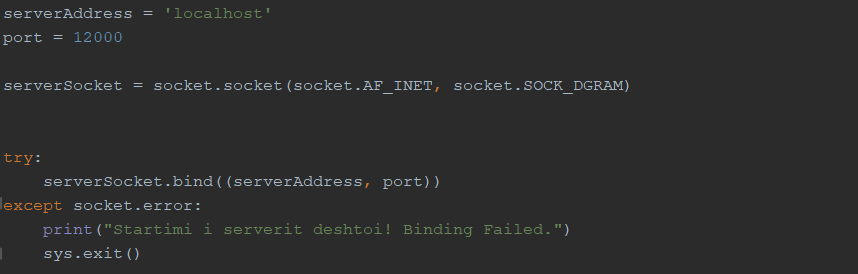 serverAddress = 'localhost'
port = 12000
serverSocket = socket.socket(socket.AF_INET, socket.SOCK_DGRAM)
try:
    serverSocket.bind((serverAddress, port))
except socket.error:
    print("Startimi i serverit deshtoi! Binding Failed.")
    sys.exit()